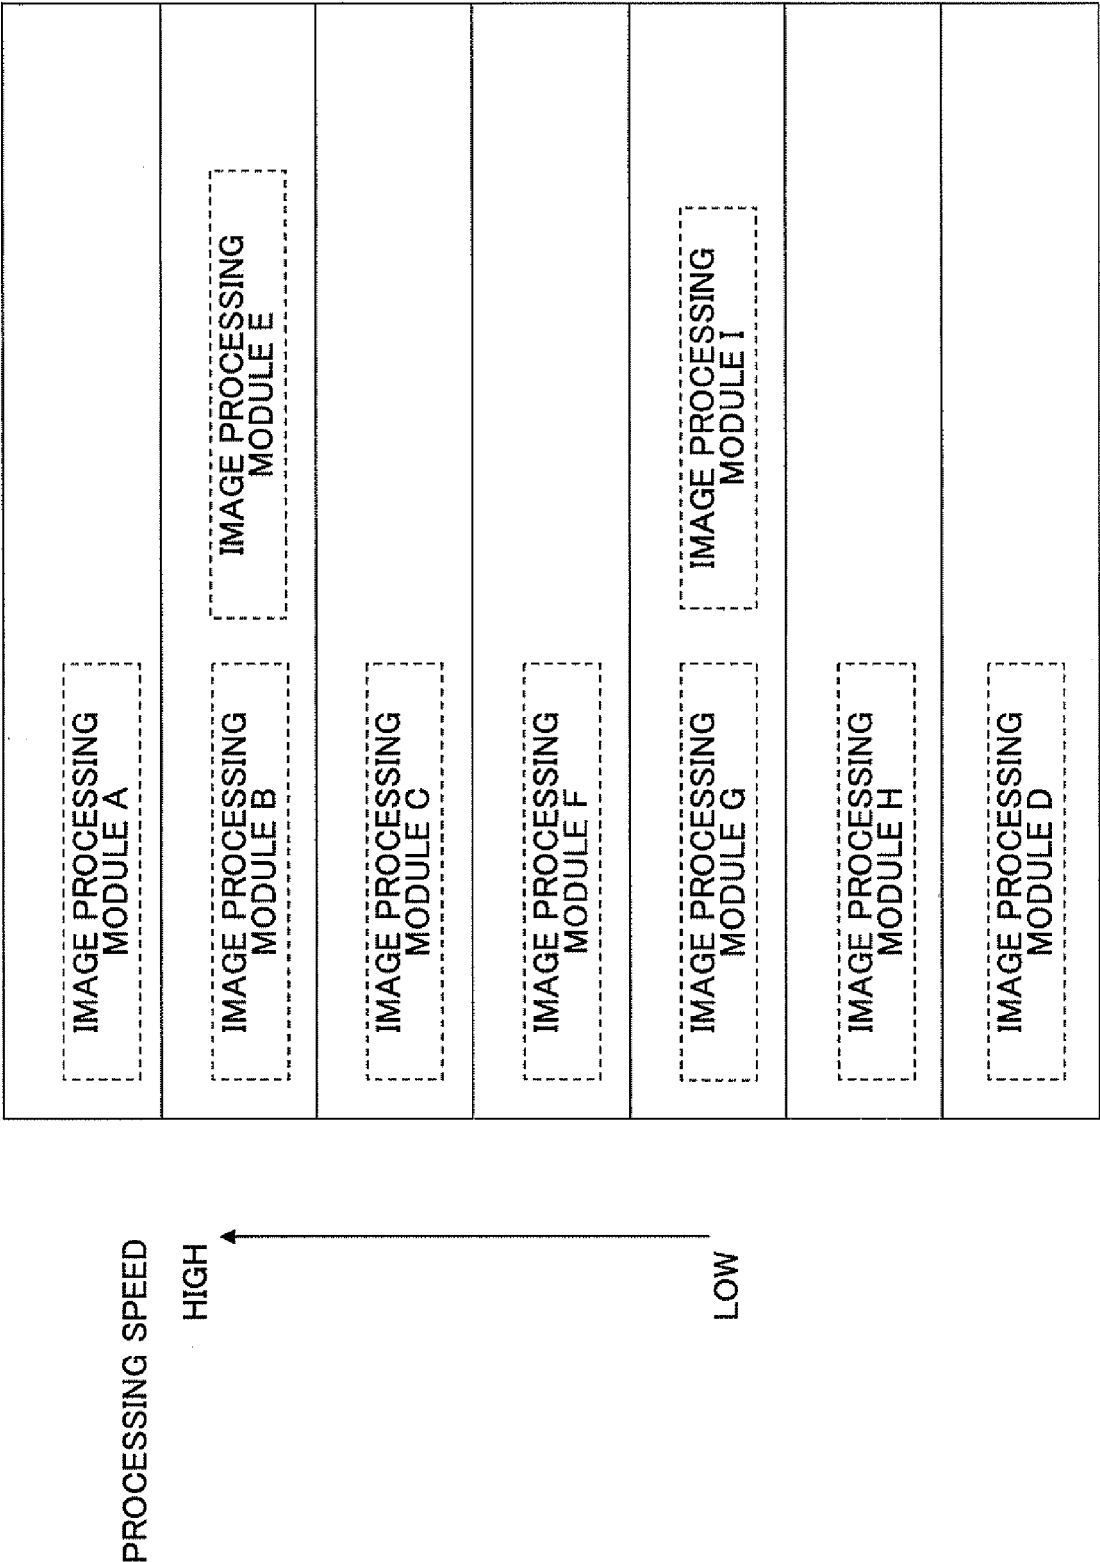 PROCESSING SPEED
HIGH
LOW
IMAGE PROCESSING
MODULE A
IMAGE PROCESSING
MODULE B
IMAGE PROCESSING
MODULE E
IMAGE PROCESSING
MODULE C
IMAGE PROCESSING
MODULE F
IMAGE PROCESSING
MODULE G
IMAGE PROCESSING
MODULE I
IMAGE PROCESSING
MODULE H
IMAGE PROCESSING
MODULE D